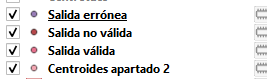 Salida errónea
Salida no válida
Salida válida
Centroides apartado 2